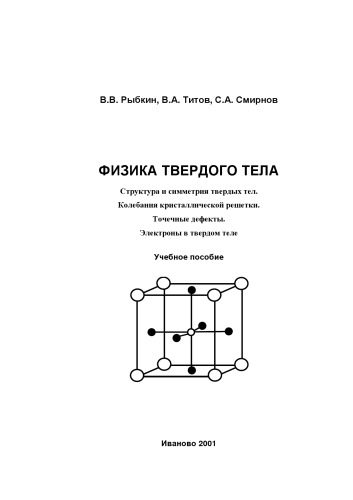 В.В. Рыбкин, В.А. Титов, С.А. Смирнов
ФИЗИКА ТВЕРДОГО ТЕЛА
Структура и симметрия твердых тел.
Колебания кристаллической решетки.
Точечные дефекты.
Электроны в твердом теле
Учебное пособие
Иваново 2001